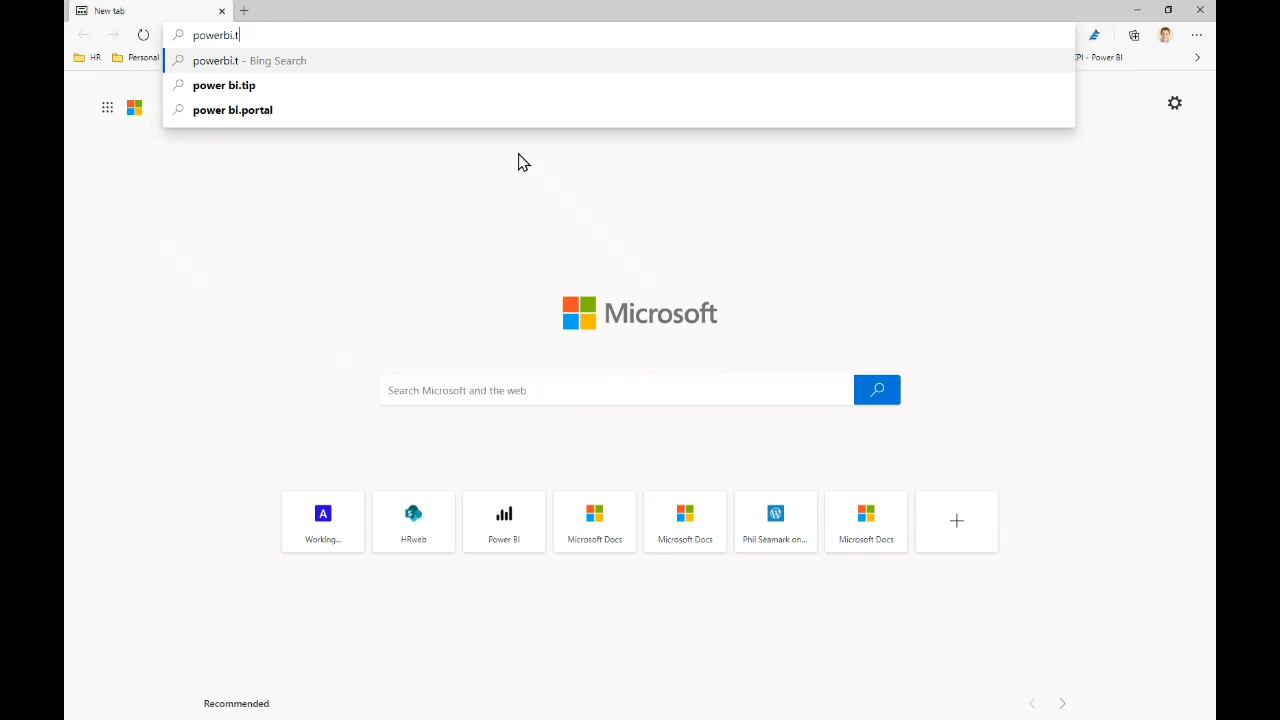 New tab
powerbi.t
HR
Personal
PI - Power BI
powerbi.t - Bing Search
power bi.tip
power bi.portal
Microsoft
Search Microsoft and the web
A
S
Working...
HRweb
Power BI
Microsoft Docs
Microsoft Docs
Phil Seamark on...
Microsoft Docs
Recommended